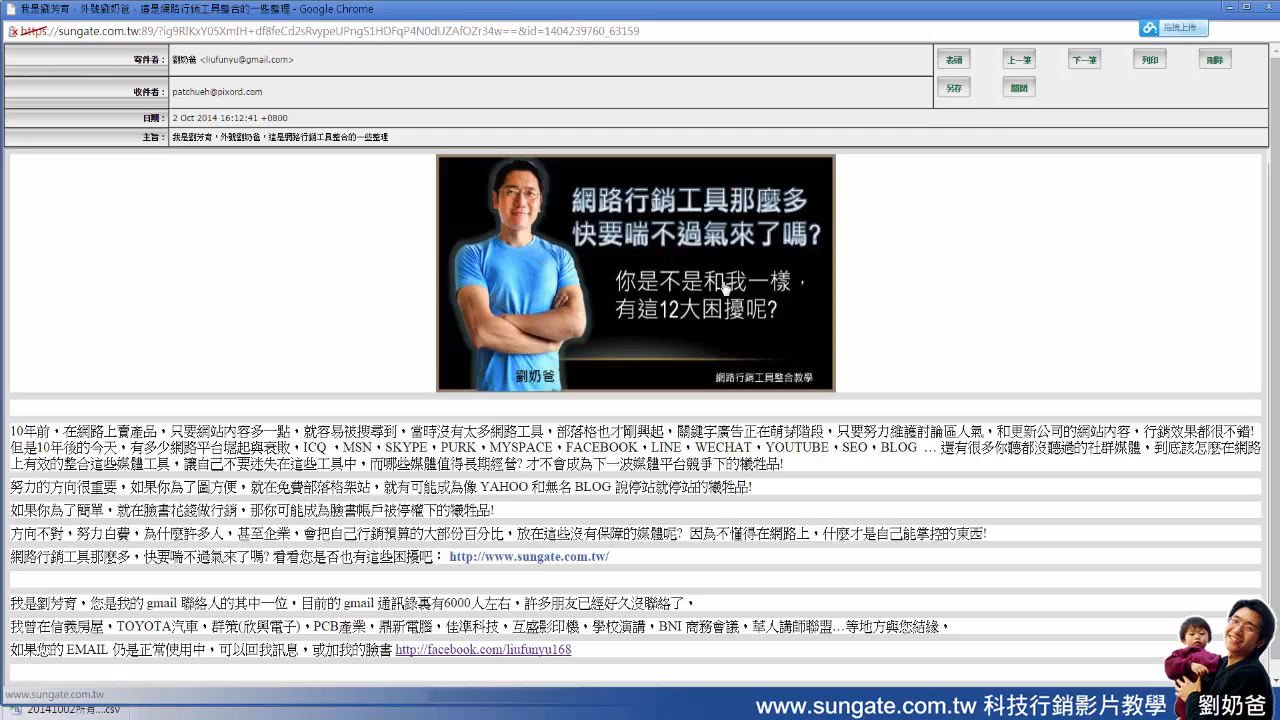 我是劉芳育，外號劉奶爸，這是網路行銷工具整合的一些整理 - Google Chrome
https://sungate.com.tw:89/?ig9RIKxY05XmIH+df8feCd2sRvypeUPngS1HDFqP4N0dUZAf3Tr34w==&id=1404239760_63159
拖拽上传
寄件者： 劉奶爸 <liufunyu@gmail.com>
表頭 上一筆 下一筆 列印 刪除
收件者： patchueh@pixord.com
另存 關閉
日期： 2 Oct 2014 16:12:41 +0800
主旨： 我是劉芳育，外號劉奶爸，這是網路行銷工具整合的一些整理
網路行銷工具那麼多
快要喘不過氣來了嗎?
你是不是和我一樣，
有這12大困擾呢?
劉奶爸
網路行銷工具整合教學
10年前，在網路上賣產品，只要網站內容多一點，就容易被搜尋到，當時沒有太多網路工具，部落格也才剛興起，關鍵字廣告正在萌芽階段，只要努力維護討論區人氣，和更新公司的網站內容，行銷效果都很不錯!
但是10年後的今天，有多少網路平台崛起與衰敗，ICQ，MSN，SKYPE，PURK，MYSPACE，FACEBOOK，LINE，WECHAT，YOUTUBE，SEO，BLOG ... 還有很多你聽都沒聽過的社群媒體，到底該怎麼在網路
上有效的整合這些媒體工具，讓自己不要迷失在這些工具中，而哪些媒體值得長期經營? 才不會成為下一波媒體平台競爭下的犧牲品!
努力的方向很重要，如果你為了圖方便，就在免費部落格架站，就有可能成為像 YAHOO 和無名 BLOG 說停站就停站的犧牲品!
如果你為了簡單，就在臉書花錢做行銷，那你可能成為臉書帳戶被停權下的犧牲品!
方向不對，努力白費，為什麼許多人，甚至企業，會把自己行銷預算的大部份百分比，放在這些沒有保障的媒體呢? 因為不懂得在網路上，什麼才是自己能掌控的東西!
網路行銷工具那麼多，快要喘不過氣來了嗎? 看看您是否也有這些困擾吧： http://www.sungate.com.tw/
我是劉芳育，您是我的 gmail 聯絡人的其中一位，目前的 gmail 通訊錄裏有6000人左右，許多朋友已經好久沒聯絡了，
我曾在信義房屋，TOYOTA汽車，群策(欣興電子)，PCB產業，鼎新電腦，佳準科技，互盛影印機，學校演講，BNI 商務會議，華人講師聯盟...等地方與您結緣，
如果您的 EMAIL 仍是正常使用中，可以回我訊息，或加我的臉書 http://facebook.com/liufunyu168
www.sungate.com.tw
20141002所有....csv
www.sungate.com.tw 科技行銷影片教學 劉奶爸